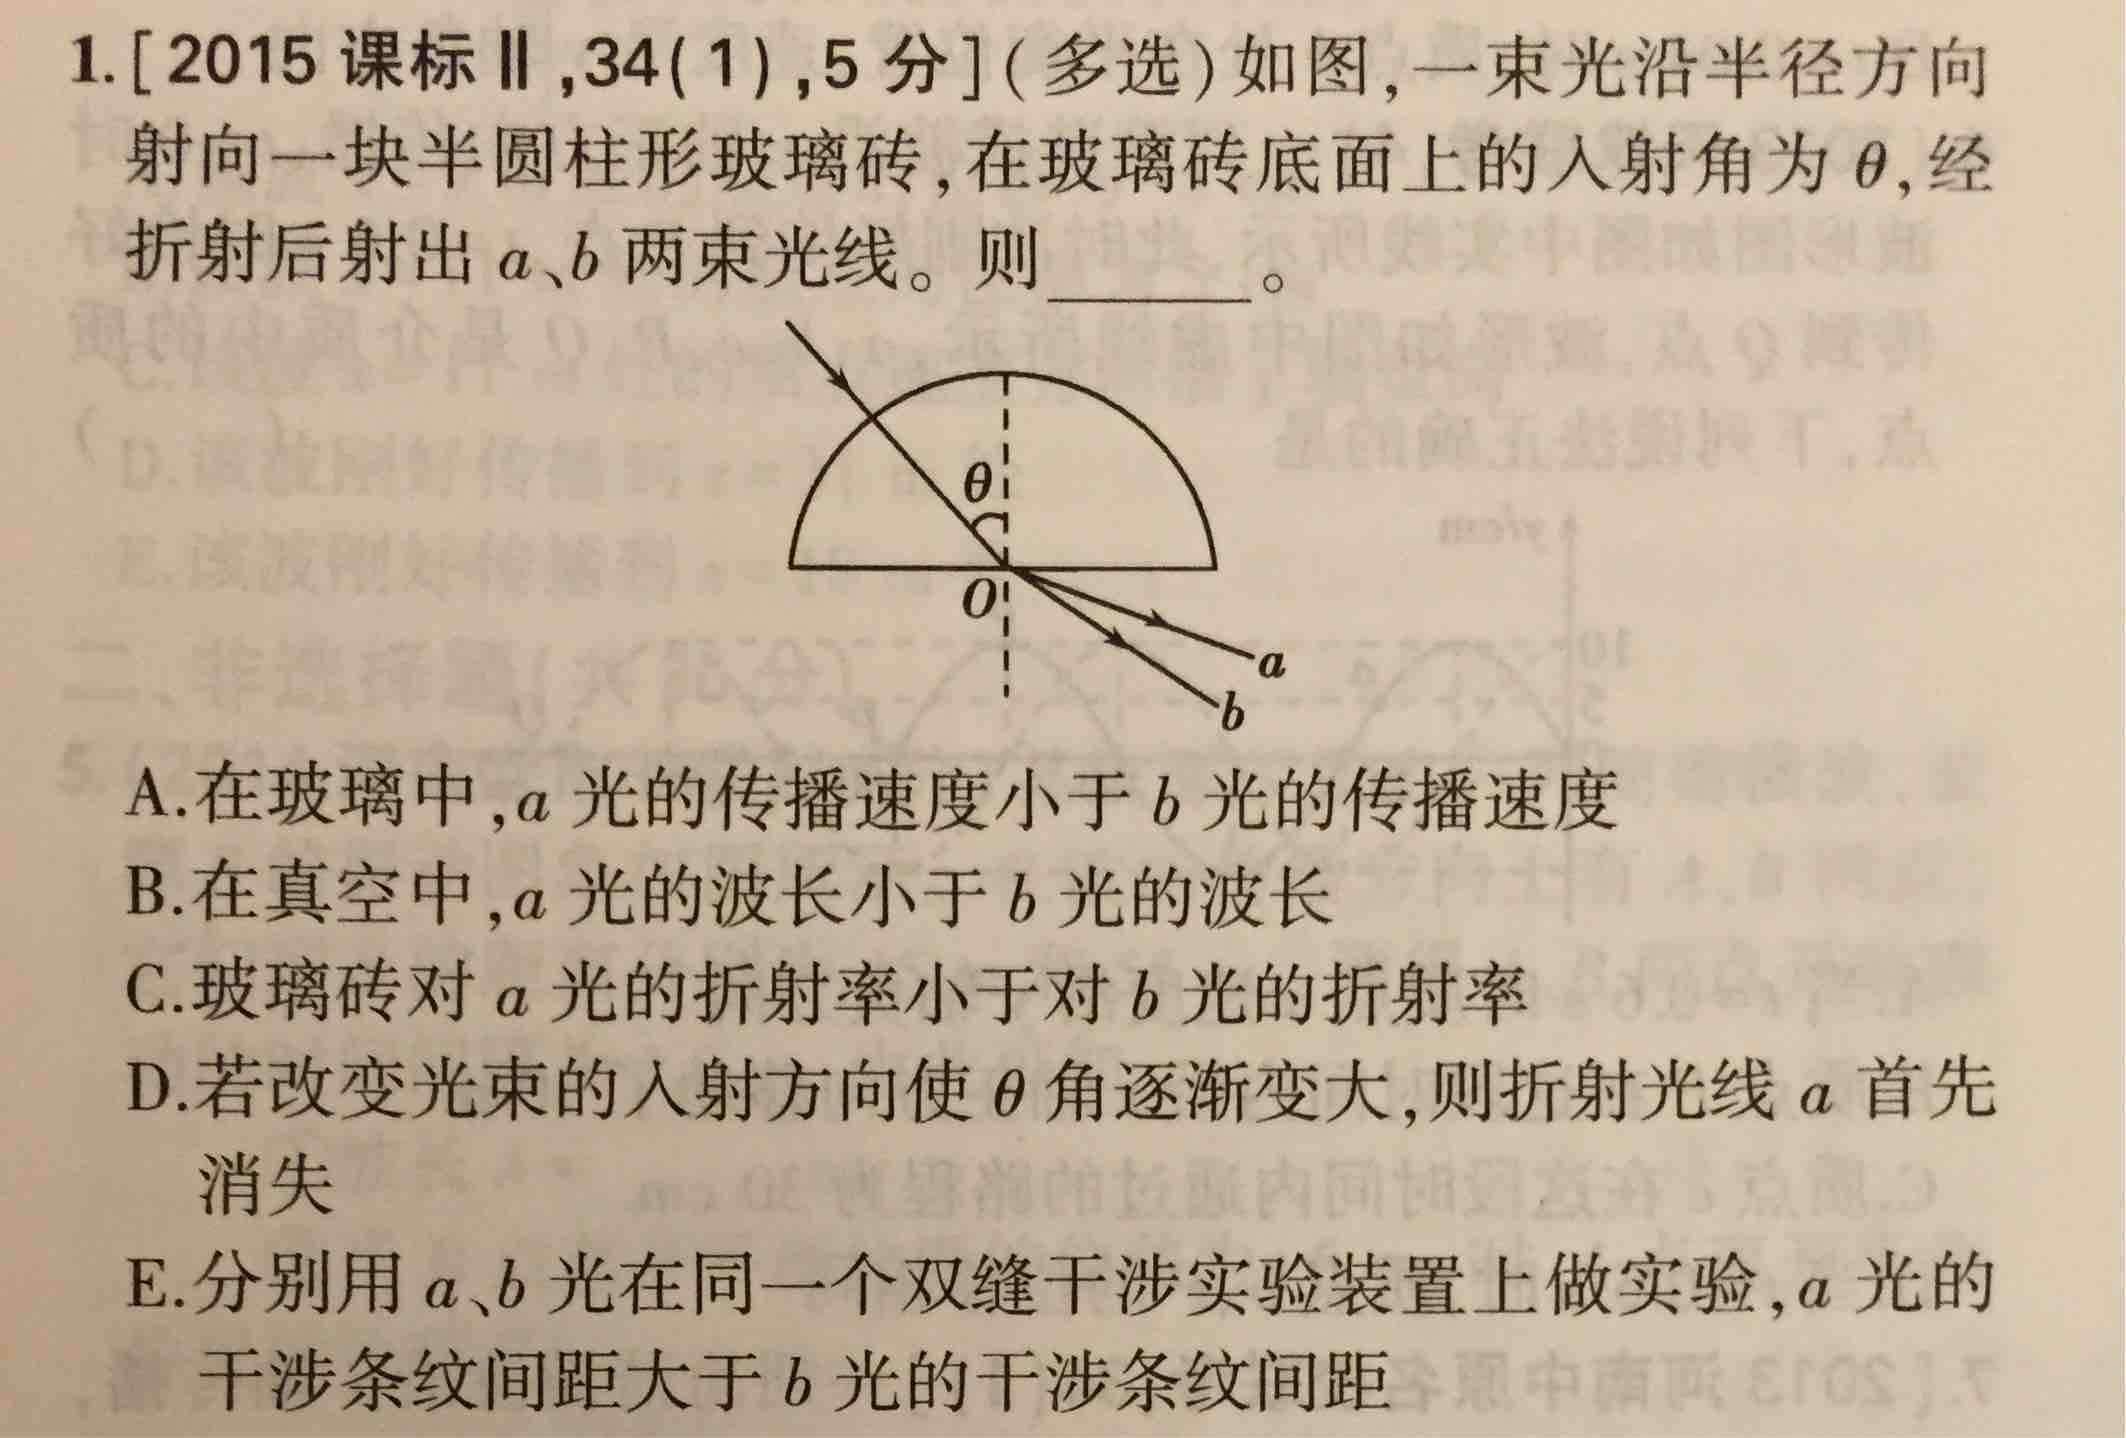 1.[2015 课标Ⅱ,34(1),5 分](多选)如图,一束光沿半径方向
射向一块半圆柱形玻璃砖,在玻璃砖底面上的入射角为 θ,经
折射后射出 a、b 两束光线。则______。
θ
O
a
b
A.在玻璃中,a 光的传播速度小于 b 光的传播速度
B.在真空中,a 光的波长小于 b 光的波长
C.玻璃砖对 a 光的折射率小于对 b 光的折射率
D.若改变光束的入射方向使 θ 角逐渐变大,则折射光线 a 首先
消失
E.分别用 a、b 光在同一个双缝干涉实验装置上做实验,a 光的
干涉条纹间距大于 b 光的干涉条纹间距